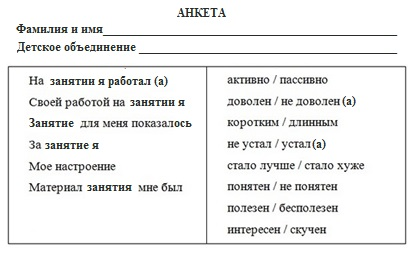 АНКЕТА
Фамилия и имя
Детское объединение
На занятии я работал (а)
Своей работой на занятии я
Занятие для меня показалось
За занятие я
Мое настроение
Материал занятия мне был
активно / пассивно
доволен / не доволен (а)
коротким / длинным
не устал / устал (а)
стало лучше / стало хуже
понятен / не понятен
полезен / бесполезен
интересен / скучен